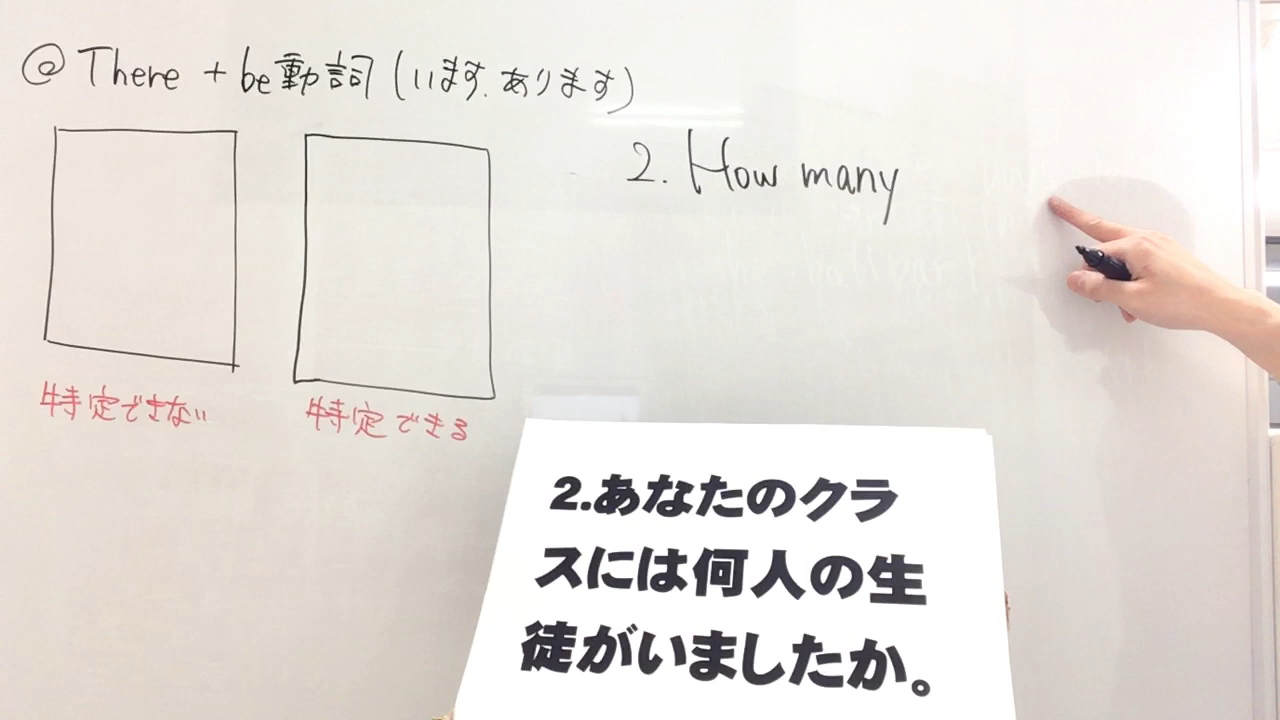 @ There + be動詞 (います、あります)
2. How many
特定できない
特定できる
2.あなたのクラ
スには何人の生
徒がいましたか。